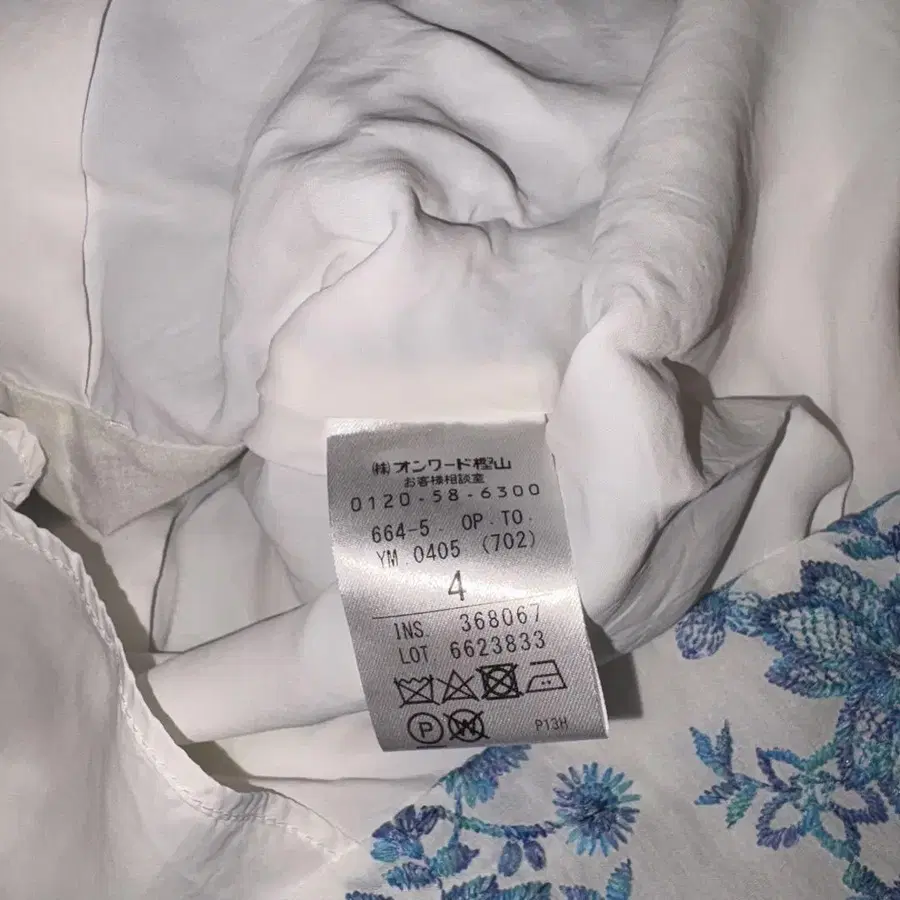 ㈱オンワード樫山
お客様相談室
0120-58-6300
664-5. OP.TO.
YM.0405 (702)
4
INS. 368067
LOT. 6623833
P W P13H